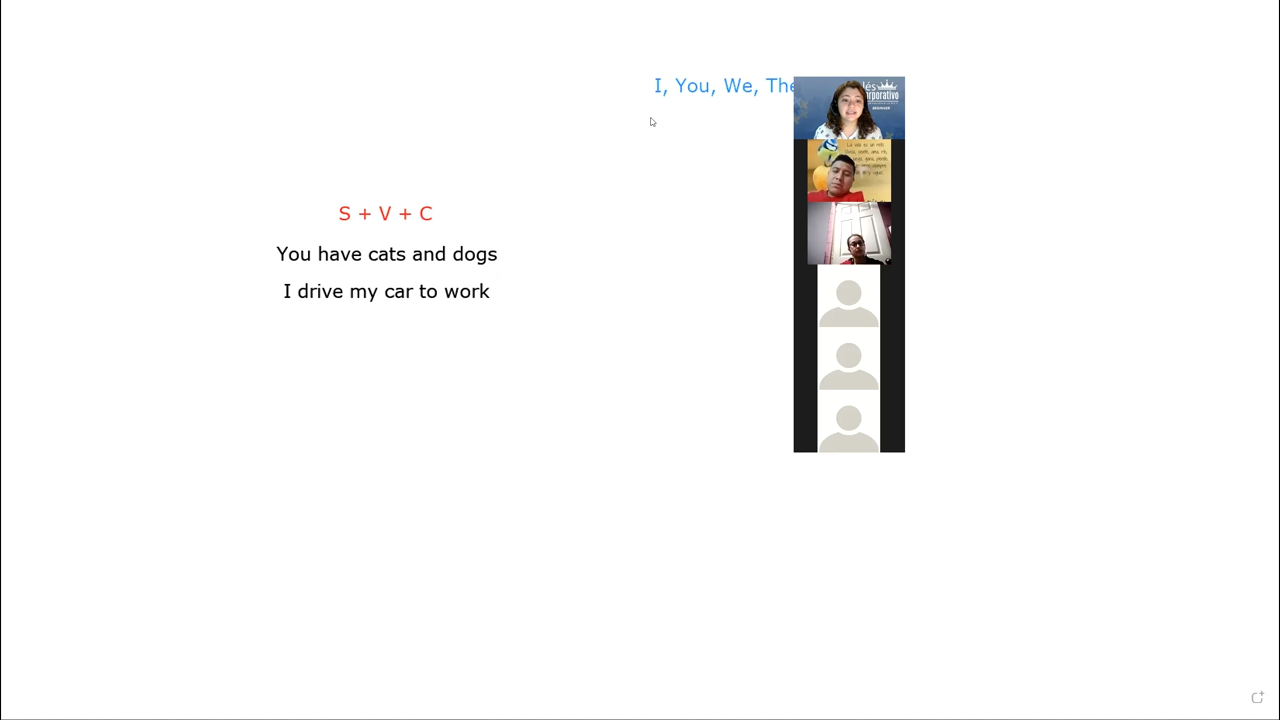 I, You, We, The
S + V + C
You have cats and dogs
I drive my car to work